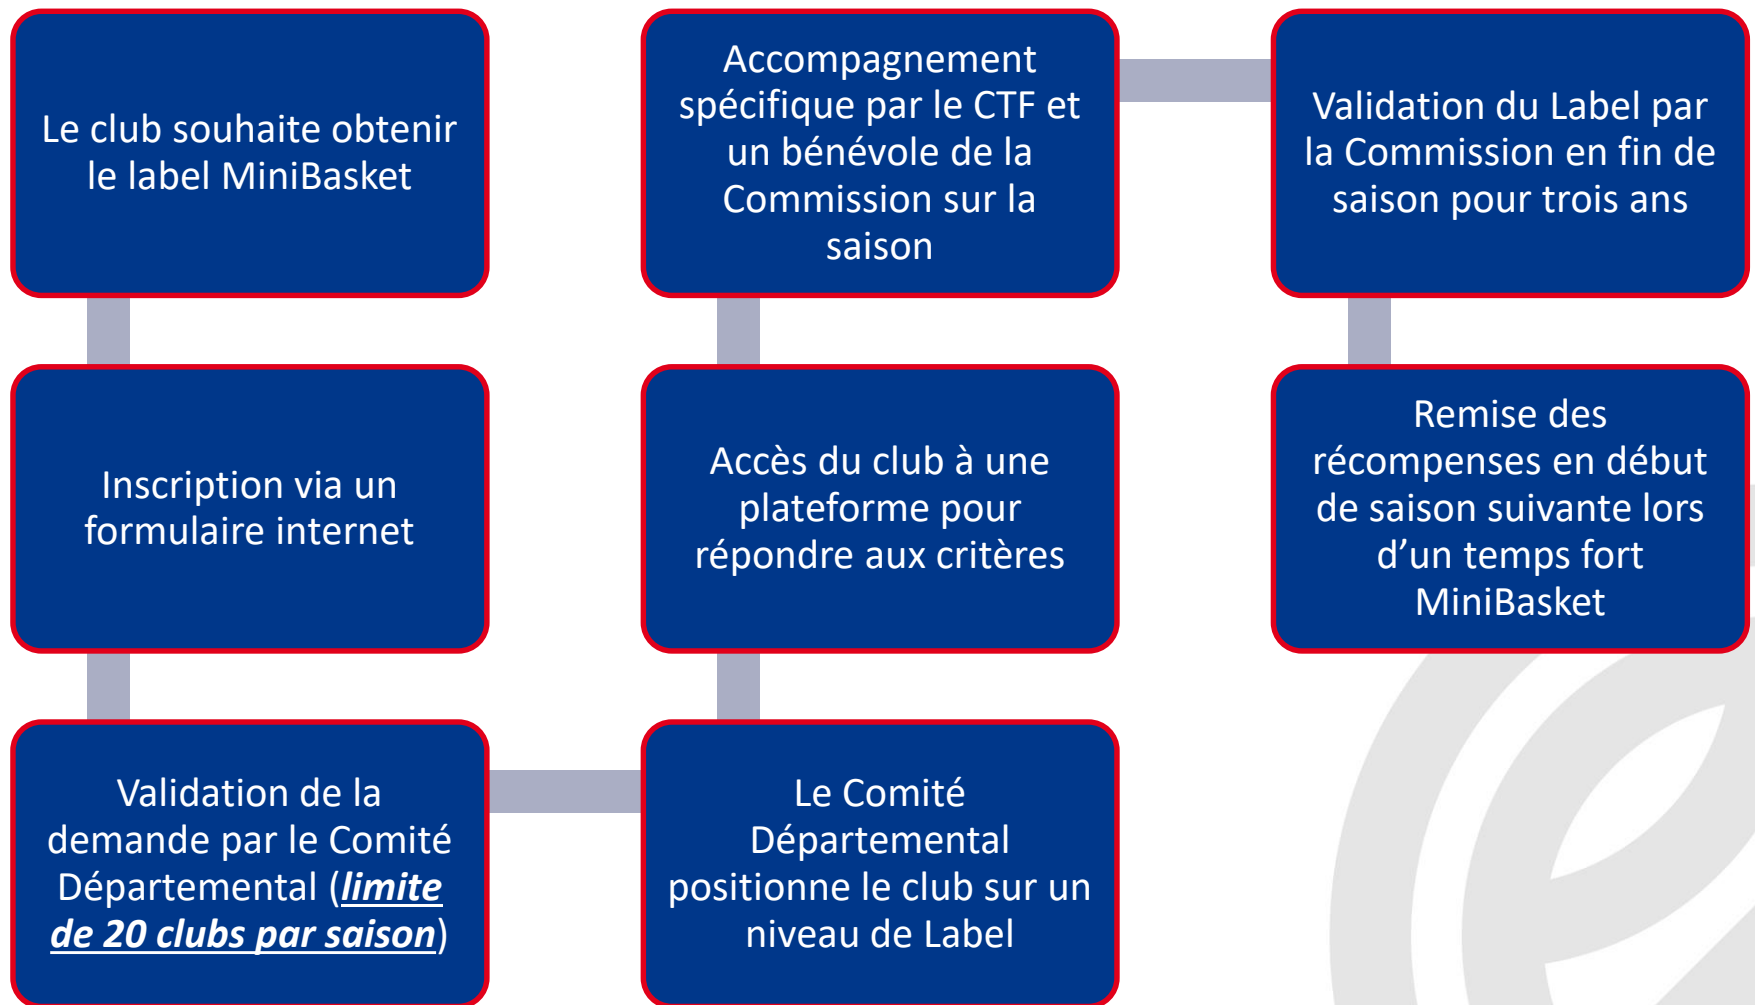 Le club souhaite obtenir
le label MiniBasket
Inscription via un
formulaire internet
Validation de la
demande par le Comité
Départemental (limite
de 20 clubs par saison)
Le Comité
Départemental
positionne le club sur un
niveau de Label
Accès du club à une
plateforme pour
répondre aux critères
Accompagnement
spécifique par le CTF et
un bénévole de la
Commission sur la
saison
Validation du Label par
la Commission en fin de
saison pour trois ans
Remise des
récompenses en début
de saison suivante lors
d’un temps fort
MiniBasket